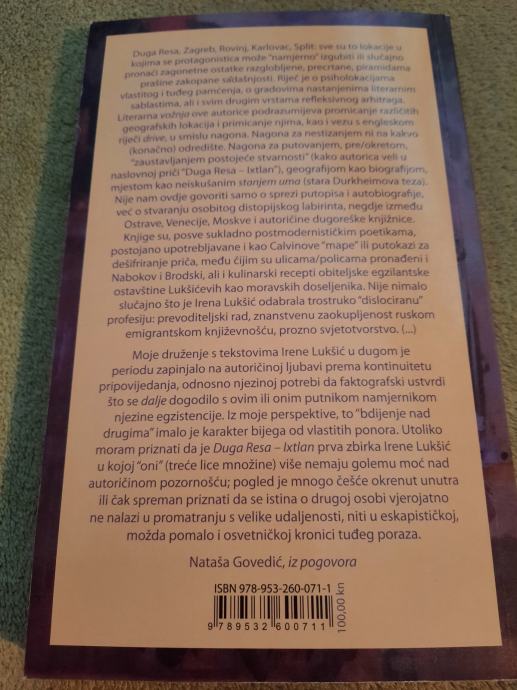 Duga Resa, Zagreb, Rovinj, Karlovac, Split: sve su to lokacije u
kojima se protagonistica može "namjerno" izgubiti ili slučajno
pronaći zagonetne ostatke razglobljene, precrtane, piramidama
prašine zakopane sadašnjosti. Riječ je o psiholokacijama
vlastitog i tuđeg pamćenja, o gradovima nastanjenima literarnim
sablastima, ali i svim drugim vrstama refleksivnog arhitraga.
Literarna vožnja ove autorice podrazumijeva promicanje različitih
geografskih lokacija i primicanje njima, kao i vezu s engleskom
riječi drive, u smislu nagona. Nagona za nestizanjem ni na kakvo
(konačno) odredište. Nagona za putovanjem, pre/okretom,
"zaustavljanjem postojeće stvarnosti" (kako autorica veli u
naslovnoj priči "Duga Resa – Ixtlan"), geografijom kao biografijom,
mjestom kao neiskušanim stanjem uma (stara Durkheimova teza).
Nije nam ovdje govoriti samo o sprezi putopisa i autobiografije,
već o stvaranju osobitog distopijskog labirinta, negdje između
Ostrave, Venecije, Moskve i autoričine dugoreške knjižnice.
Knjige su, posve sukladno postmodernističkim poetikama,
postojano upotrebljavane i kao Calvinove "mape" ili putokazi za
dešifriranje priča, među čijim su ulicama/policama pronađeni i
Nabokov i Brodski, ali i kulinarski recepti obiteljske egzilantske
ostavštine Lukšićevih kao moravskih doseljenika. Nije nimalo
slučajno što je Irena Lukšić odabrala trostruko "dislociranu"
profesiju: prevoditeljski rad, znanstvenu zaokupljenost ruskom
emigrantskom književnošću, prozno svjetotvorstvo. (...)
Moje druženje s tekstovima Irene Lukšić u dugom je
periodu zapinjalo na autoričinoj ljubavi prema kontinuitetu
pripovijedanja, odnosno njezinoj potrebi da faktografski ustvrdi
što se dalje dogodilo s ovim ili onim putnikom namjernikom
njezine egzistencije. Iz moje perspektive, to "bdijenje nad
drugima" imalo je karakter bijega od vlastitih ponora. Utoliko
moram priznati da je Duga Resa – Ixtlan prva zbirka Irene Lukšić
u kojoj "oni" (treće lice množine) više nemaju golemu moć nad
autoričinom pozornošću; pogled je mnogo češće okrenut unutra
ili čak spreman priznati da se istina o drugoj osobi vjerojatno
ne nalazi u promatranju s velike udaljenosti, niti u eskapističkoj,
možda pomalo i osvetničkoj kronici tuđeg poraza.
Nataša Govedić, iz pogovora
ISBN 978-953-260-071-1
9 789532 600711
100,00 kn